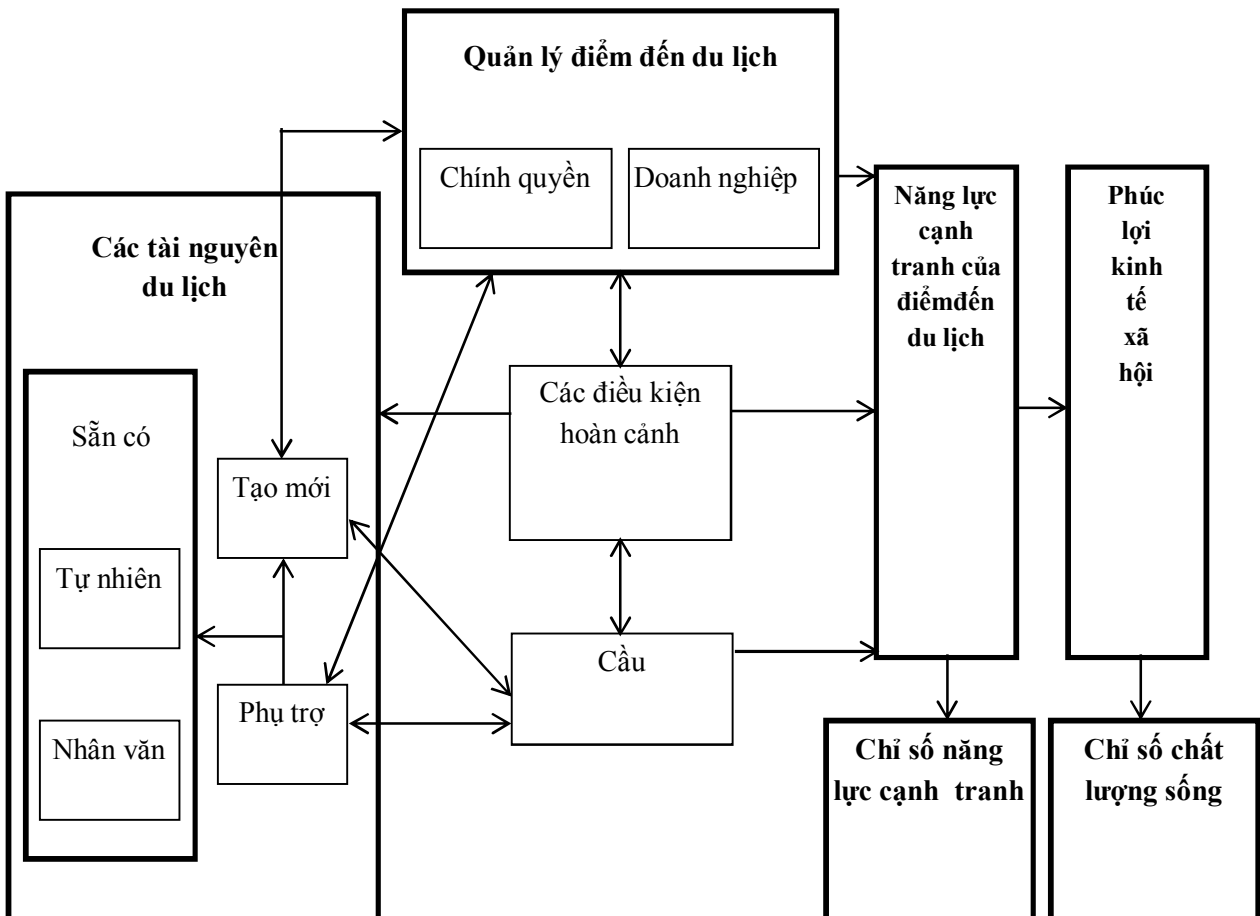 Quản lý điểm đến du lịch
Chính quyền
Doanh nghiệp
Năng lực
cạnh
tranh của
điểmđến
du lịch
Phúc
lợi
kinh
tế
xã
hội
Các tài nguyên
du lịch
Sẵn có
Tạo mới
Tự nhiên
Phụ trợ
Nhân văn
Các điều kiện
hoàn cảnh
Cầu
Chỉ số năng
lực cạnh tranh
Chỉ số chất
lượng sống